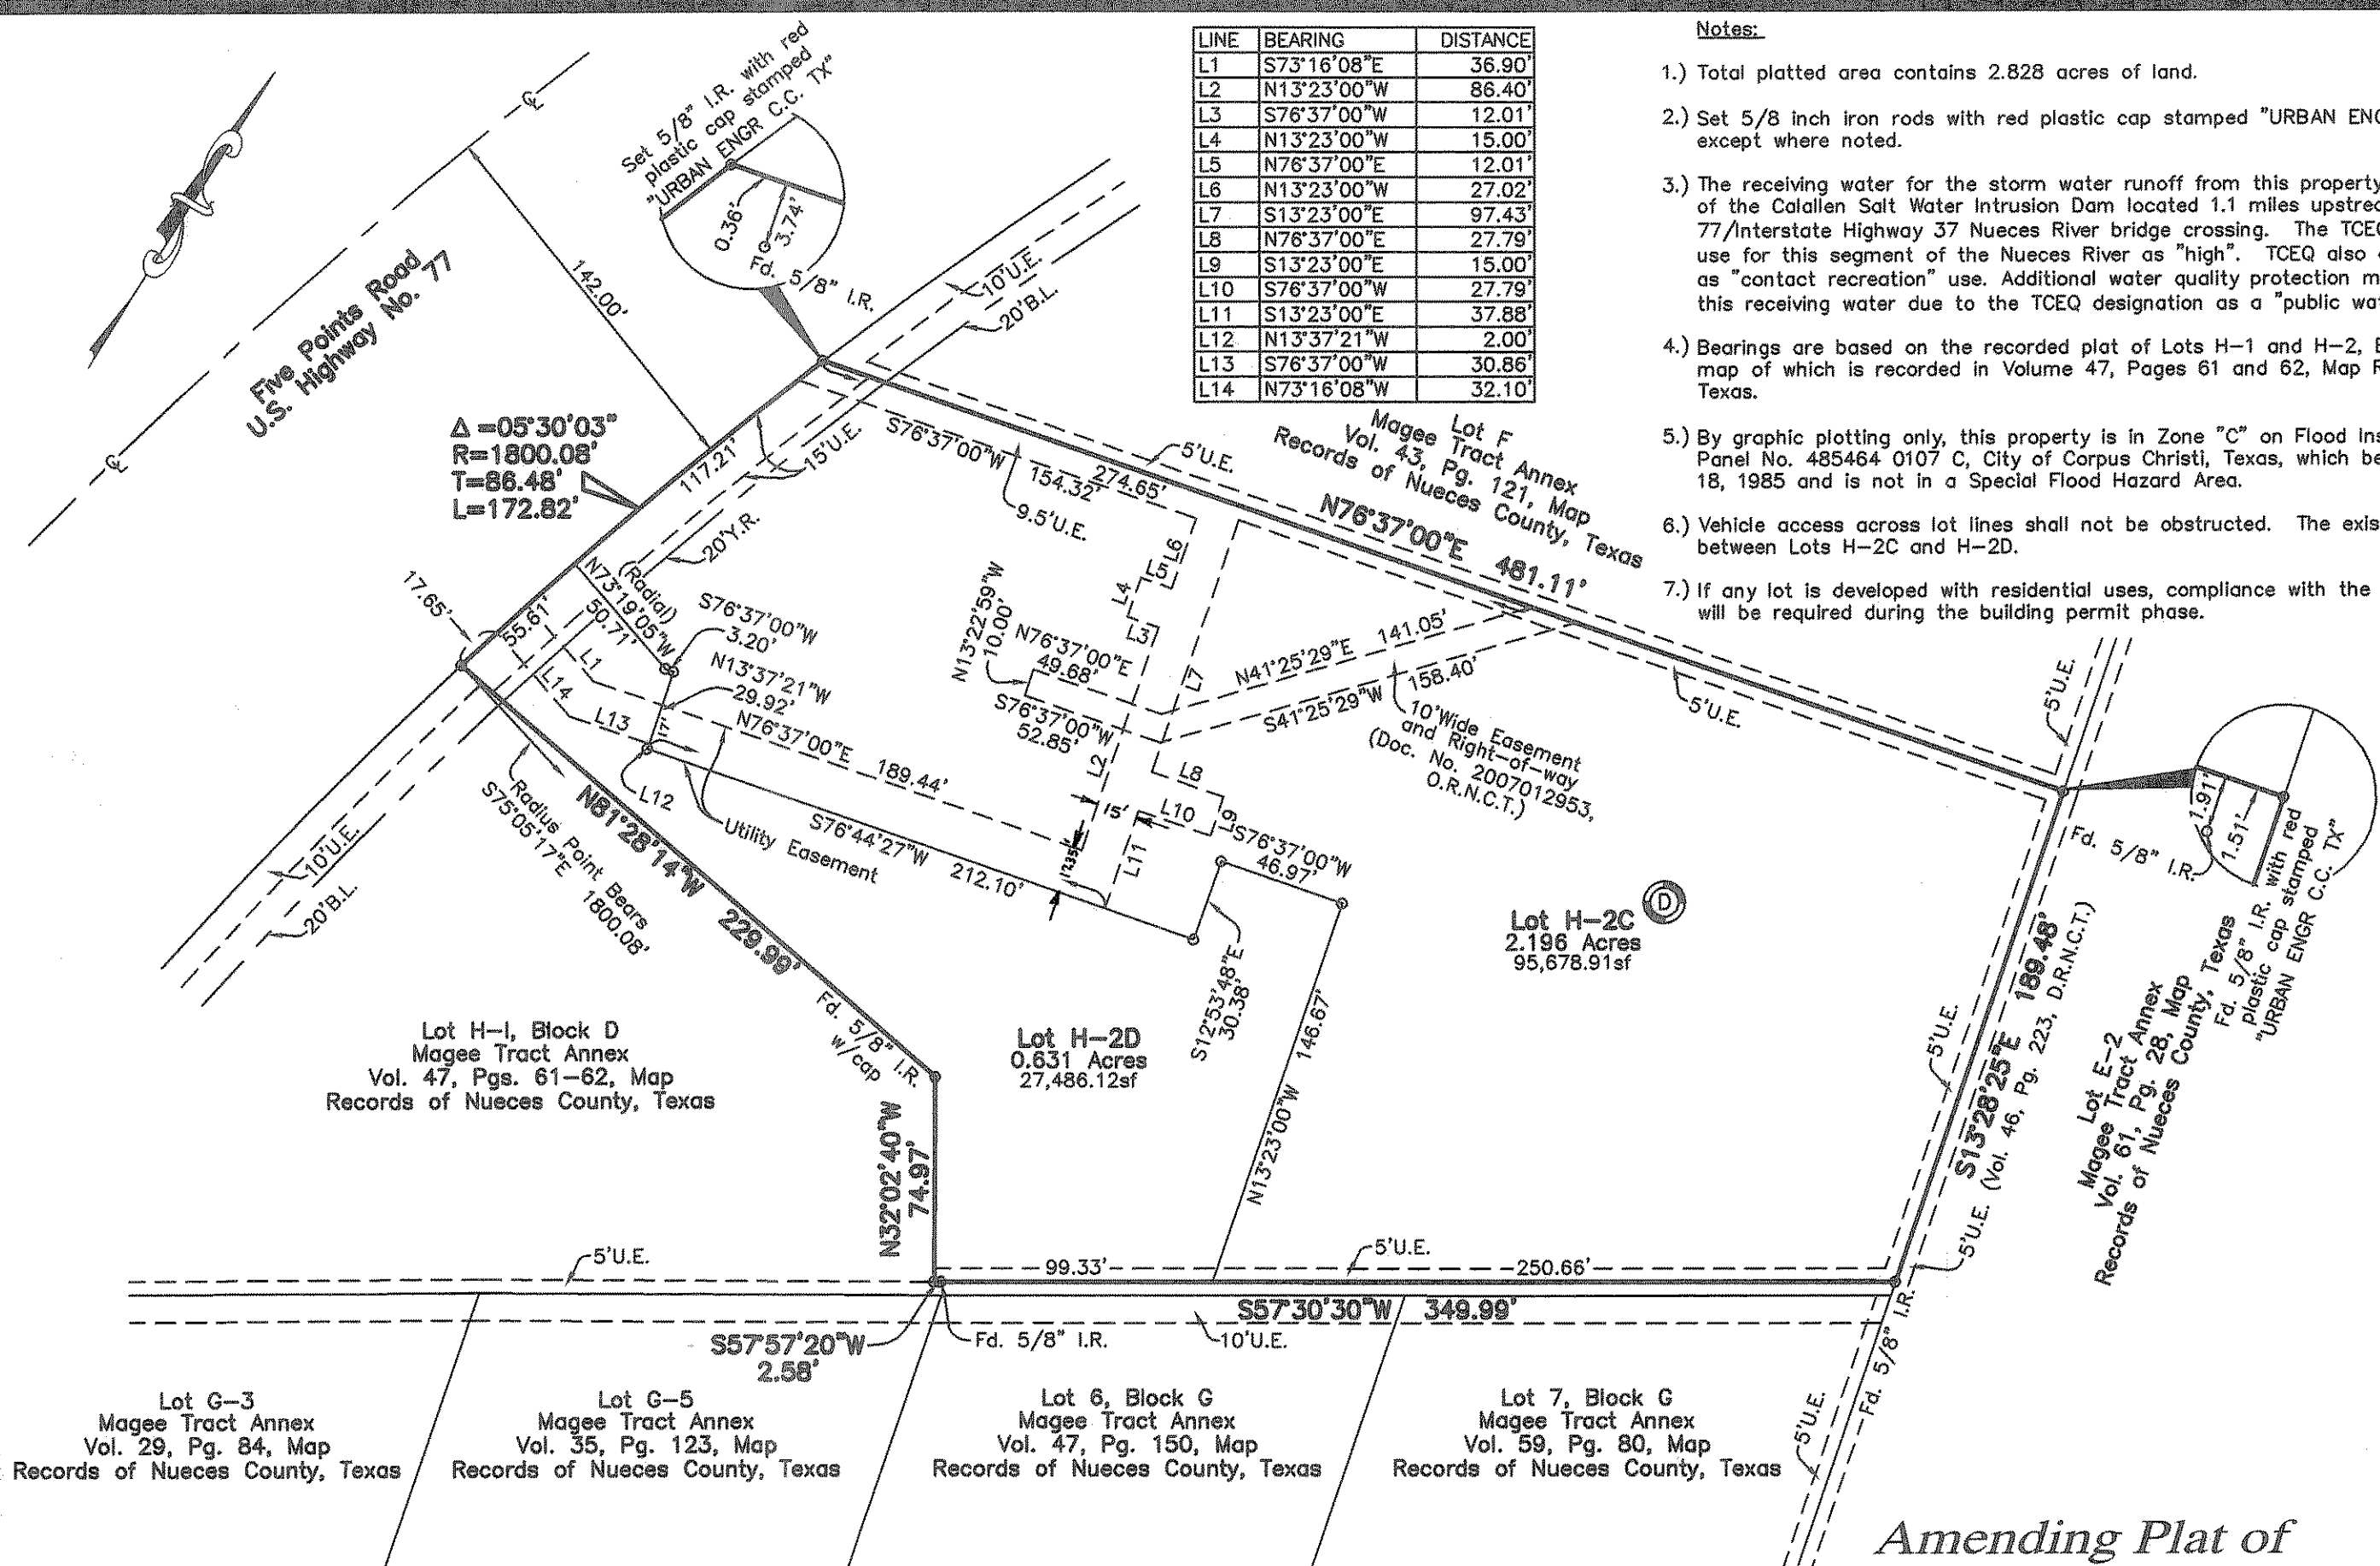 LINE BEARING DISTANCE
L1 S73°16'08"E 36.90'
L2 N13°23'00"W 86.40'
L3 S76°37'00"W 12.01'
L4 N13°23'00"W 15.00'
L5 N76°37'00"E 12.01'
L6 N13°23'00"W 27.02'
L7 S13°23'00"E 97.43'
L8 N76°37'00"E 27.79'
L9 S13°23'00"E 15.00'
L10 S76°37'00"W 27.79'
L11 S13°23'00"E 37.88'
L12 N13°37'21"W 2.00'
L13 S76°37'00"W 30.86'
L14 N73°16'08"W 32.10'
Notes:
1.) Total platted area contains 2.828 acres of land.
2.) Set 5/8 inch iron rods with red plastic cap stamped "URBAN
except where noted.
3.) The receiving water for the storm water runoff from this property
of the Calallen Salt Water Intrusion Dam located 1.1 miles
77/Interstate Highway 37 Nueces River bridge crossing. The
use for this segment of the Nueces River as "high". TCEQ also
as "contact recreation" use. Additional water quality protection
this receiving water due to the TCEQ designation as a "public
4.) Bearings are based on the recorded plat of Lots H-1 and H-2,
map of which is recorded in Volume 47, Pages 61 and 62, Map
Texas.
5.) By graphic plotting only, this property is in Zone "C" on Flood
Panel No. 485464 0107 C, City of Corpus Christi, Texas, which
18, 1985 and is not in a Special Flood Hazard Area.
6.) Vehicle access across lot lines shall not be obstructed. The
between Lots H-2C and H-2D.
7.) If any lot is developed with residential uses, compliance with the
will be required during the building permit phase.
Set 5/8" I.R. with red
plastic cap stamped
"URBAN ENGR C.C. TX"
0.36'
3.74'
Fd. 5/8" I.R.
℄
℄
Five Points Road
U.S. Highway No. 77
142.00'
10'U.E.
20'B.L.
Δ =05°30'03"
R=1800.08'
T=86.48'
L=172.82'
117.21'
15'U.E.
20'Y.R.
S76°37'00"W
154.32'
274.65'
9.5'U.E.
5'U.E.
Lot F
Magee Tract Annex
Vol. 43, Pg. 121, Map
Records of Nueces County, Texas
N76°37'00"E 481.11'
17.65'
55.61'
50.71'
(Radial)
N73°19'05"W
S76°37'00"W
3.20'
N13°37'21"W
29.92'
17'
L1
L14
L13
L12
N76°37'00"E 189.44'
N13°22'59"W
10.00'
N76°37'00"E
49.68'
S76°37'00"W
52.85'
L4
L5
L6
L3
L7
L2
L8
L9
L10
L11
15'
N41°25'29"E 141.05'
S41°25'29"W 158.40'
10'Wide Easement
and Right-of-way
(Doc. No. 2007012953,
O.R.N.C.T.)
5'U.E.
5'U.E.
1.91'
1.51'
Fd. 5/8" I.R.
Fd. 5/8" I.R. with red
plastic cap stamped
"URBAN ENGR C.C. TX"
Radius Point Bears
S75°05'17"E 1800.08'
10'U.E.
20'B.L.
N81°28'14"W 229.99'
Utility Easement
S76°44'27"W 212.10'
S76°37'00"W
46.97'
S12°53'48"E
30.38'
N13°23'00"W 146.67'
Lot H-2C
2.196 Acres
95,678.91sf
D
Lot H-2D
0.631 Acres
27,486.12sf
Fd. 5/8" I.R.
w/cap
N32°02'40"W
74.97'
Lot H-1, Block D
Magee Tract Annex
Vol. 47, Pgs. 61-62, Map
Records of Nueces County, Texas
5'U.E.
S13°28'25"E 189.48'
5'U.E. (Vol. 46, Pg. 223, D.R.N.C.T.)
Lot E-2
Magee Tract Annex
Vol. 61, Pg. 28, Map
Records of Nueces County, Texas
5'U.E.
99.33'
5'U.E.
250.66'
S57°30'30"W 349.99'
S57°57'20"W
2.58'
Fd. 5/8" I.R.
10'U.E.
Fd. 5/8" I.R.
5'U.E.
Lot G-3
Magee Tract Annex
Vol. 29, Pg. 84, Map
Records of Nueces County, Texas
Lot G-5
Magee Tract Annex
Vol. 35, Pg. 123, Map
Records of Nueces County, Texas
Lot 6, Block G
Magee Tract Annex
Vol. 47, Pg. 150, Map
Records of Nueces County, Texas
Lot 7, Block G
Magee Tract Annex
Vol. 59, Pg. 80, Map
Records of Nueces County, Texas
Amending Plat of